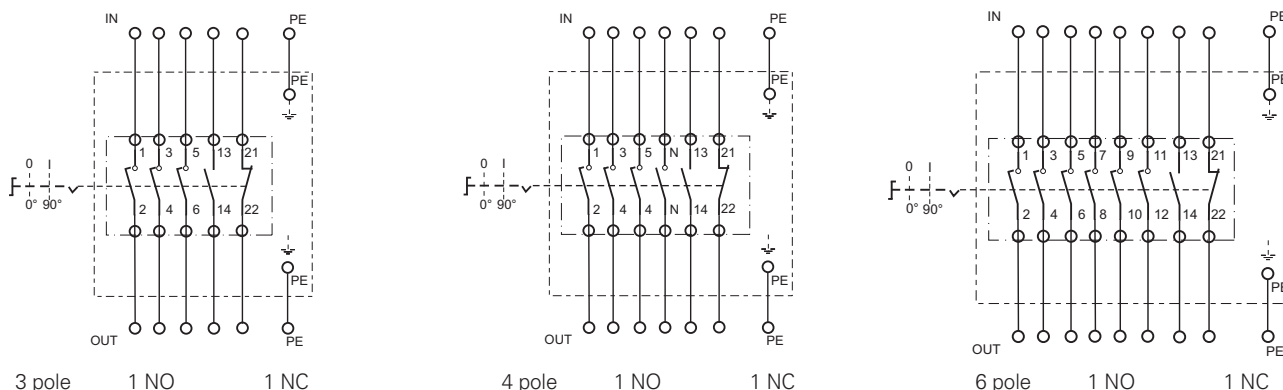 IN PE
PE
1 3 5 13 21
0 I
0° 90°
2 4 6 14 22
PE
OUT PE
3 pole 1 NO 1 NC
IN PE
PE
1 3 5 N 13 21
0 I
0° 90°
2 4 4 N 14 22
PE
OUT PE
4 pole 1 NO 1 NC
IN PE
PE
1 3 5 7 9 11 13 21
0 I
0° 90°
2 4 6 8 10 12 14 22
PE
OUT PE
6 pole 1 NO 1 NC